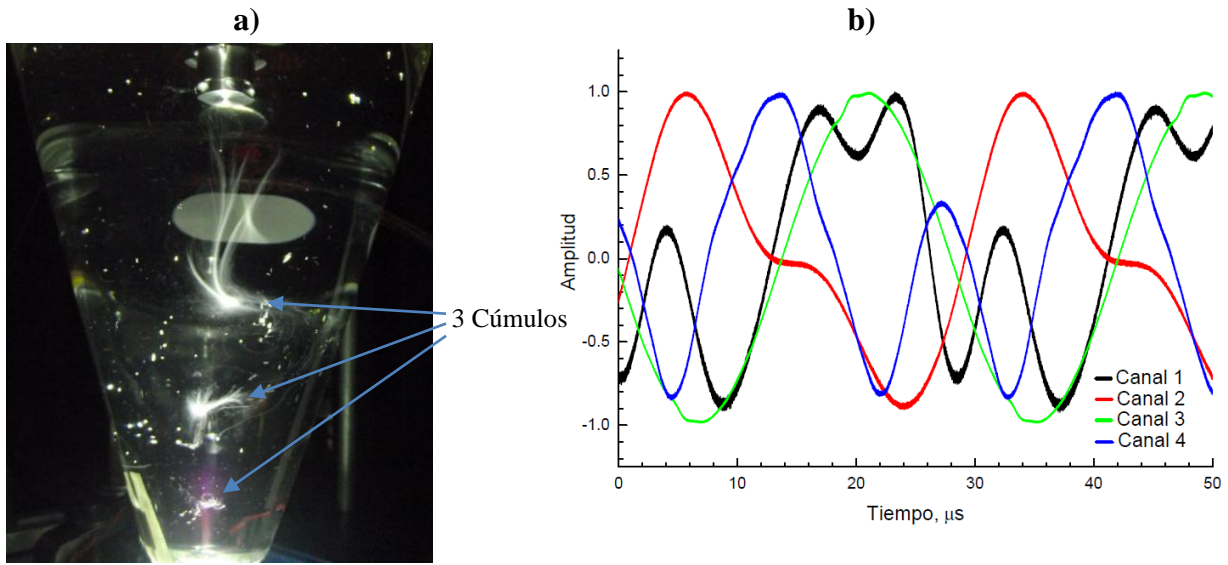 a)
3 Cúmulos
b)
1.0
0.5
0.0
-0.5
-1.0
Amplitud
0
10
20
30
40
50
Tiempo, μs
Canal 1
Canal 2
Canal 3
Canal 4